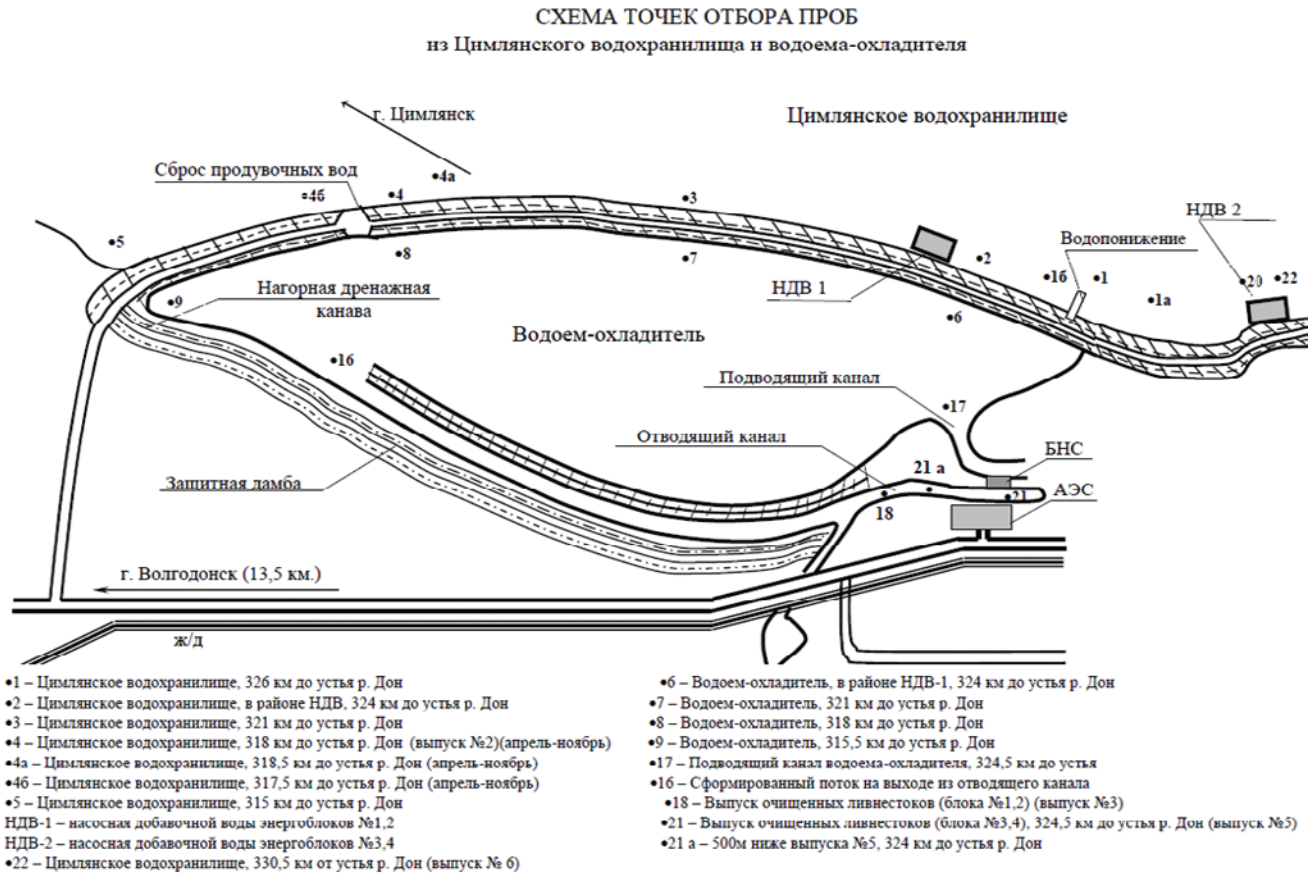 СХЕМА ТОЧЕК ОТБОРА ПРОБ
из Цимлянского водохранилища и водоема-охладителя
г. Цимлянск
Цимлянское водохранилище
Сброс продувочных вод
•4а
•4б
•4
•3
НДВ 2
•5
Водопонижение
•8
•7
•2
•1б
•1
•20
•22
НДВ 1
•1а
Нагорная дренажная
канава
•9
•6
Водоем-охладитель
•16
Подводящий канал
•17
Отводящий канал
БНС
21 а
Защитная дамба
АЭС
•21
18
г. Волгодонск (13,5 км.)
ж/д
•1 – Цимлянское водохранилище, 326 км до устья р. Дон
•2 – Цимлянское водохранилище, в районе НДВ, 324 км до устья р. Дон
•3 – Цимлянское водохранилище, 321 км до устья р. Дон
•4 – Цимлянское водохранилище, 318 км до устья р. Дон (выпуск №2)(апрель-ноябрь)
•4а – Цимлянское водохранилище, 318,5 км до устья р. Дон (апрель-ноябрь)
•4б – Цимлянское водохранилище, 317,5 км до устья р. Дон (апрель-ноябрь)
•5 – Цимлянское водохранилище, 315 км до устья р. Дон
НДВ-1 – насосная добавочной воды энергоблоков №1,2
НДВ-2 – насосная добавочной воды энергоблоков №3,4
•22 – Цимлянское водохранилище, 330,5 км от устья р. Дон (выпуск № 6)
•6 – Водоем-охладитель, в районе НДВ-1, 324 км до устья р. Дон
•7 – Водоем-охладитель, 321 км до устья р. Дон
•8 – Водоем-охладитель, 318 км до устья р. Дон
•9 – Водоем-охладитель, 315,5 км до устья р. Дон
•17 – Подводящий канал водоема-охладителя, 324,5 км до устья
•16 – Сформированный поток на выходе из отводящего канала
•18 – Выпуск очищенных ливнестоков (блока №1,2) (выпуск №3)
•21 – Выпуск очищенных ливнестоков (блока №3,4), 324,5 км до устья р. Дон (выпуск №5)
•21 а – 500м ниже выпуска №5, 324 км до устья р. Дон